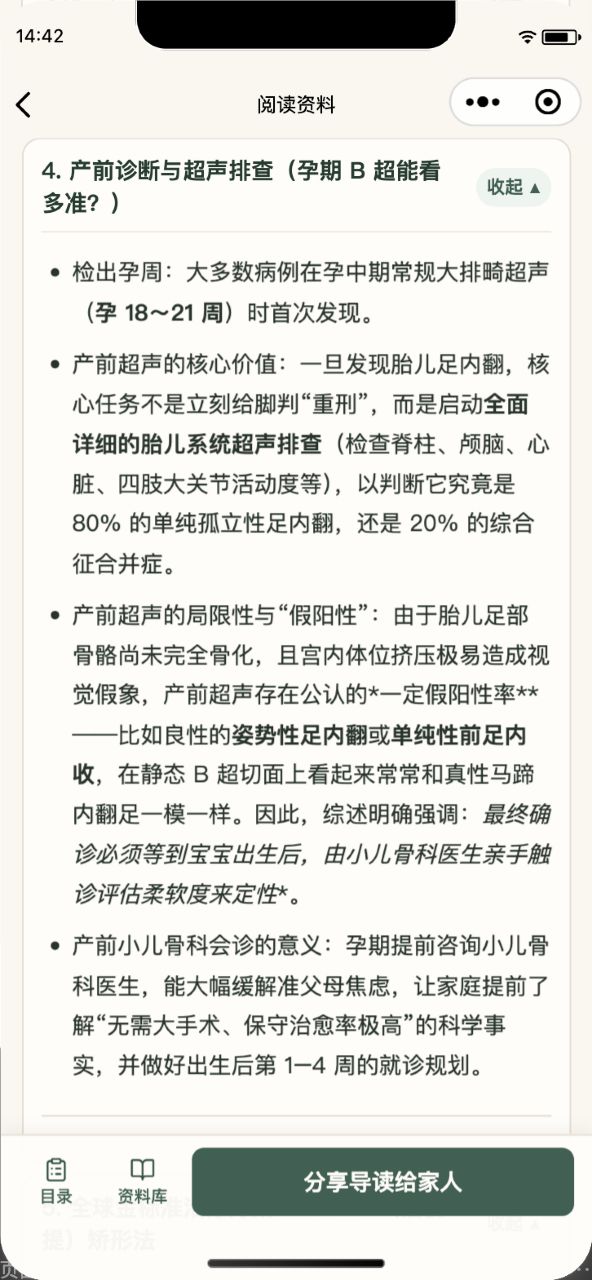 14:42
阅读资料
4. 产前诊断与超声排查（孕期 B 超能看
多准？）
收起 ▲
• 检出孕周：大多数病例在孕中期常规大排畸超声
（孕 18～21 周）时首次发现。
• 产前超声的核心价值：一旦发现胎儿足内翻，核
心任务不是立刻给脚判“重刑”，而是启动全面
详细的胎儿系统超声排查（检查脊柱、颅脑、心
脏、四肢大关节活动度等），以判断它究竟是
80% 的单纯孤立性足内翻，还是 20% 的综合
征合并症。
• 产前超声的局限性与“假阳性”：由于胎儿足部
骨骼尚未完全骨化，且宫内体位挤压极易造成视
觉假象，产前超声存在公认的*一定假阳性率**
——比如良性的姿势性足内翻或单纯性前足内
收，在静态 B 超切面上看起来常常和真性马蹄
内翻足一模一样。因此，综述明确强调：最终确
诊必须等到宝宝出生后，由小儿骨科医生亲手触
诊评估柔软度来定性*。
• 产前小儿骨科会诊的意义：孕期提前咨询小儿骨
科医生，能大幅缓解准父母焦虑，让家庭提前了
解“无需大手术、保守治愈率极高”的科学事
实，并做好出生后第 1–4 周的就诊规划。
目录
资料库
分享导读给家人
收起 ▲
提）矫形法